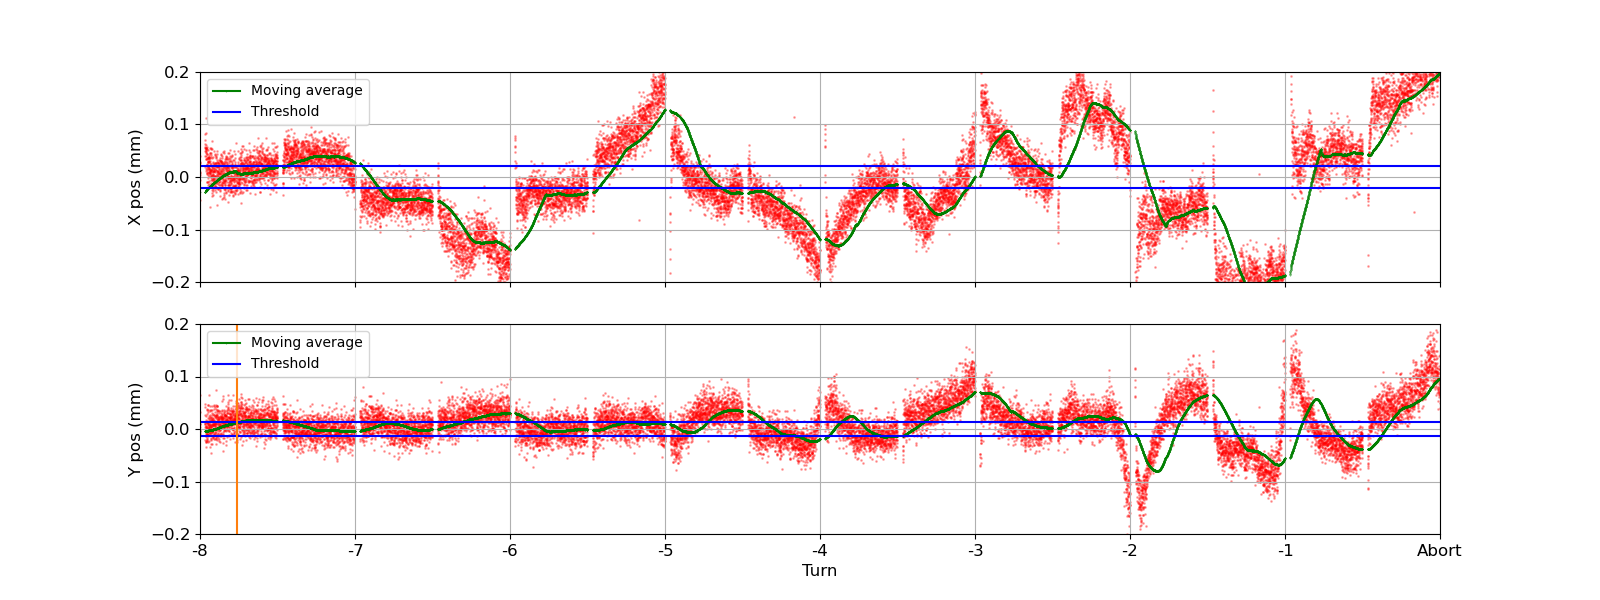 0.2
0.1
0.0
−0.1
−0.2
X pos (mm)
Moving average
Threshold
0.2
0.1
0.0
−0.1
−0.2
Y pos (mm)
Moving average
Threshold
-8 -7 -6 -5 -4 -3 -2 -1 Abort
Turn